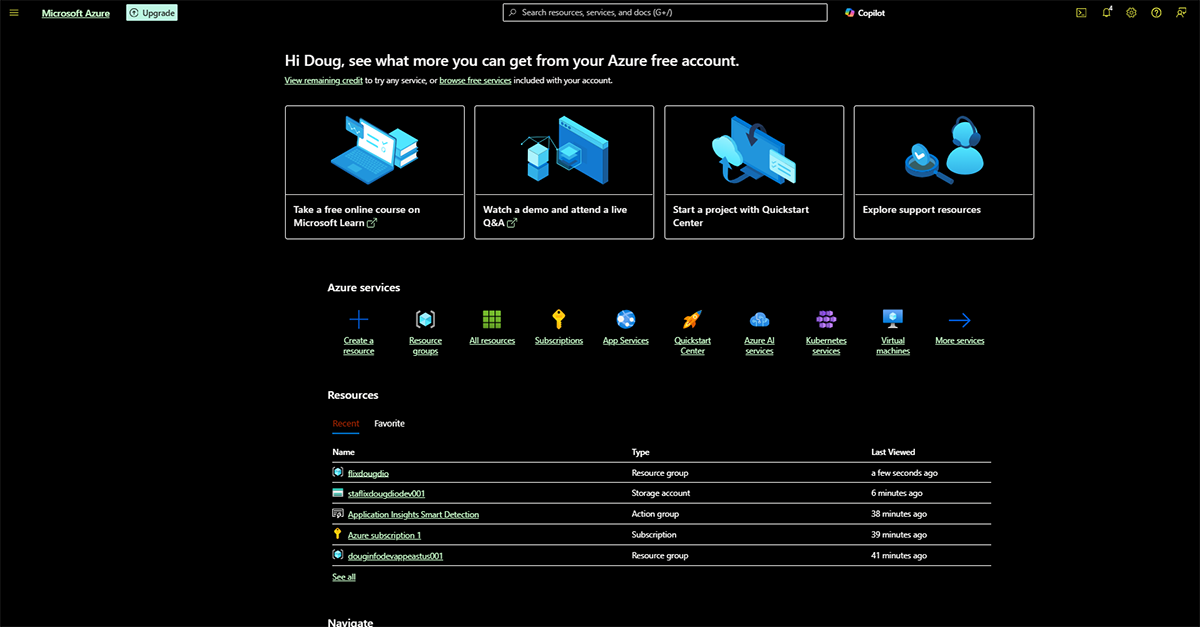 Microsoft Azure
Upgrade
Search resources, services, and docs (G+/)
Copilot
4
Hi Doug, see what more you can get from your Azure free account.
View remaining credit to try any service, or browse free services included with your account.
Take a free online course on
Microsoft Learn
Watch a demo and attend a live
Q&A
Start a project with Quickstart
Center
Explore support resources
Azure services
Create a
resource
Resource
groups
All resources
Subscriptions
App Services
Quickstart
Center
Azure AI
services
Kubernetes
services
Virtual
machines
More services
Resources
Recent
Favorite
Name Type Last Viewed
flixdougdio Resource group a few seconds ago
staflixdougdiodev001 Storage account 6 minutes ago
Application Insights Smart Detection Action group 38 minutes ago
Azure subscription 1 Subscription 39 minutes ago
douginfodevappeastus001 Resource group 41 minutes ago
See all
Navigate